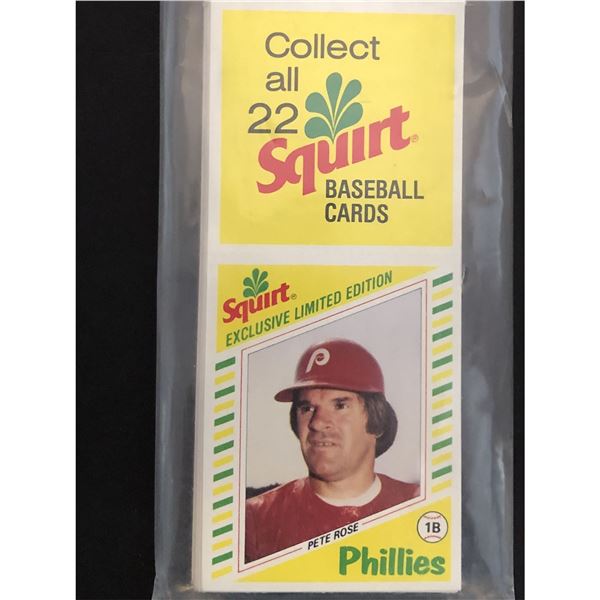 Collect
all
22
Squirt®
BASEBALL
CARDS
Squirt®
EXCLUSIVE LIMITED EDITION
P
PETE ROSE
1B
Phillies